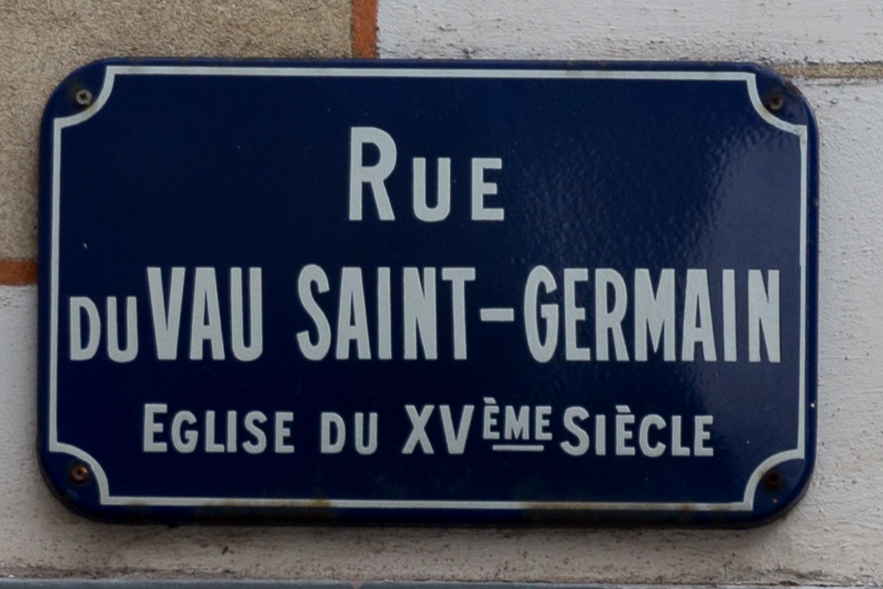 RUE
DU VAU SAINT-GERMAIN
EGLISE DU XVÈME SIÈCLE